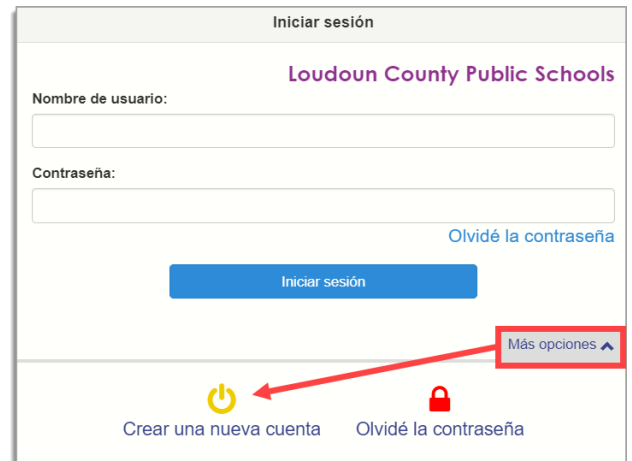 Iniciar sesión
Loudoun County Public Schools
Nombre de usuario:
Contraseña:
Olvidé la contraseña
Iniciar sesión
Más opciones
Crear una nueva cuenta
Olvidé la contraseña